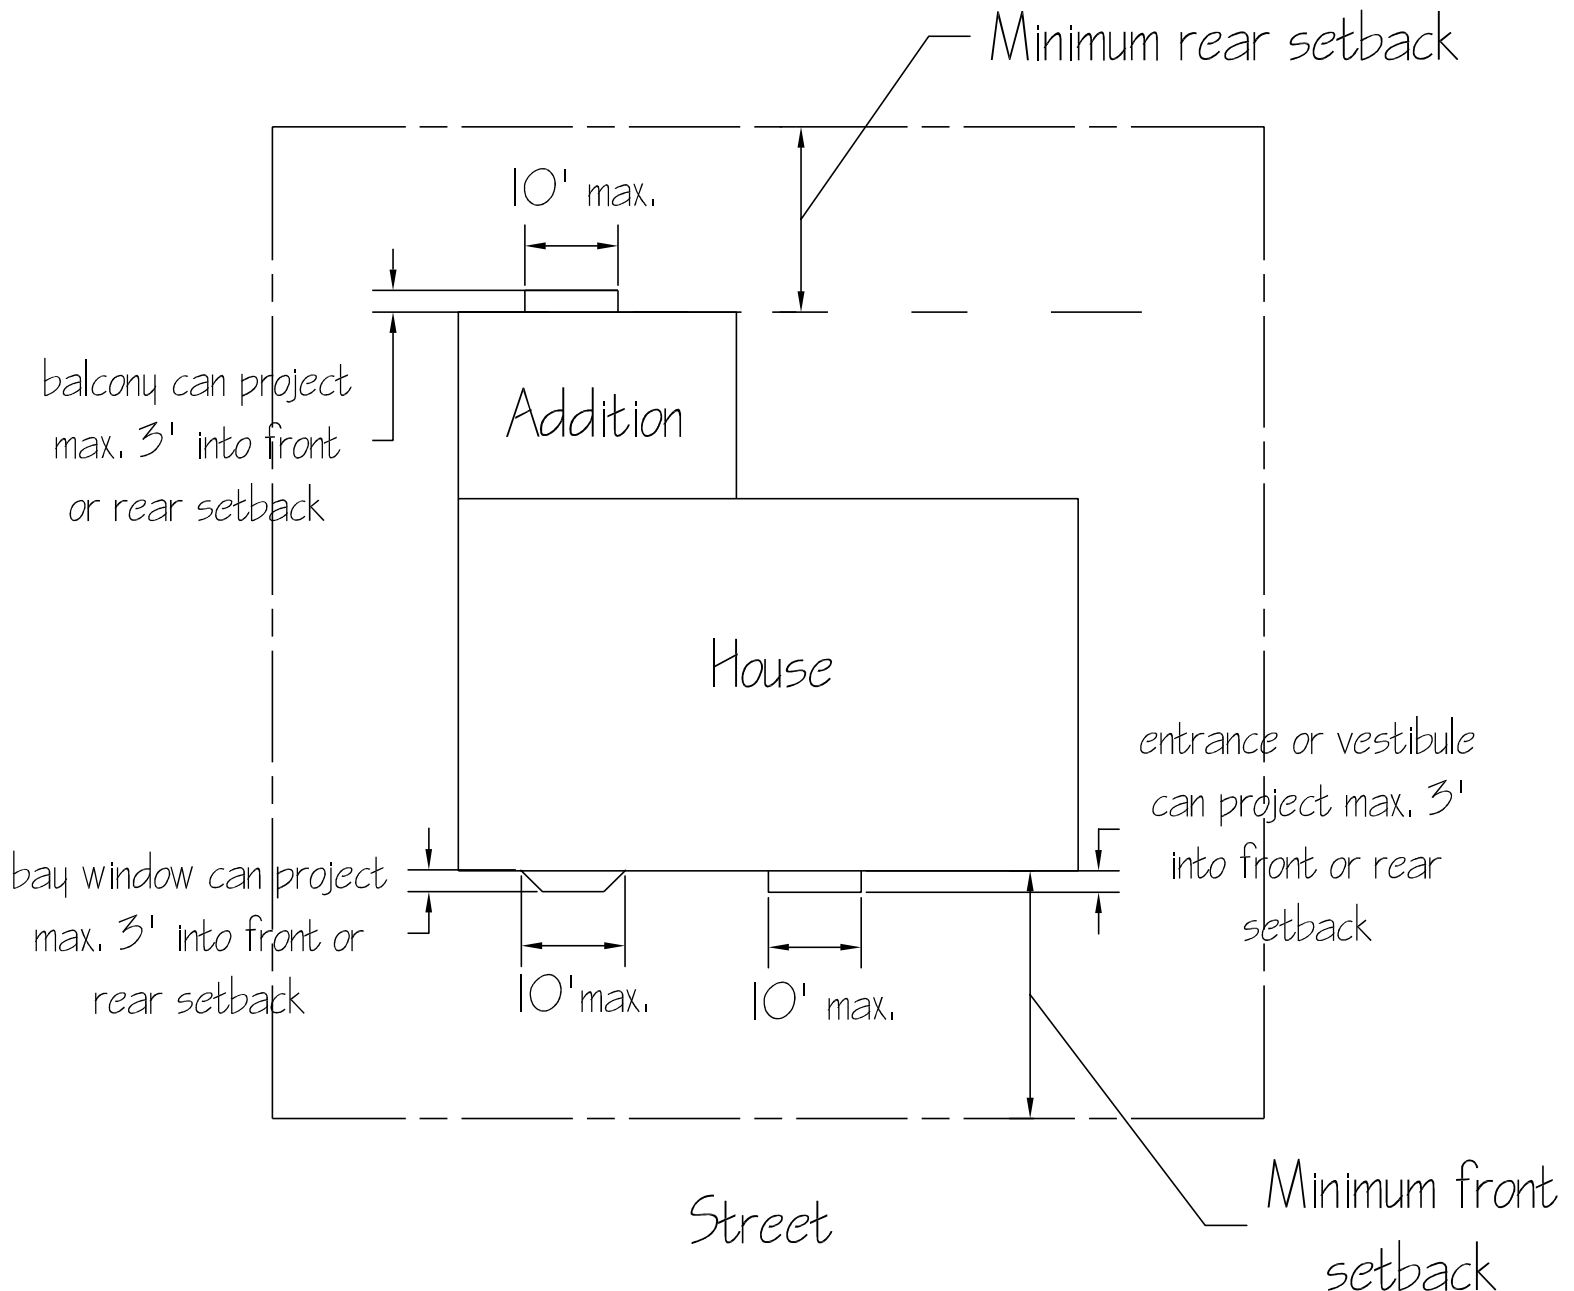 Minimum rear setback
10' max.
balcony can project
max. 3' into front
or rear setback
Addition
House
entrance or vestibule
can project max. 3'
into front or rear
setback
bay window can project
max. 3' into front or
rear setback
10'max.
10' max.
Street
Minimum front
setback